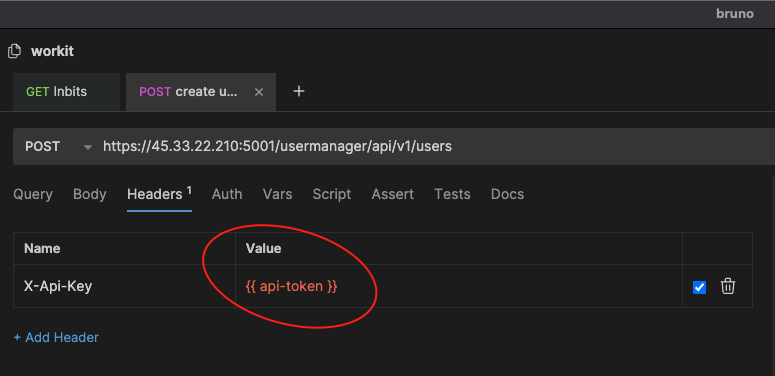 bruno
workit
GET Inbits
POST create u... × +
POST https://45.33.22.210:5001/usermanager/api/v1/users
Query Body Headers 1 Auth Vars Script Assert Tests Docs
Name Value
X-Api-Key {{ api-token }}
+ Add Header